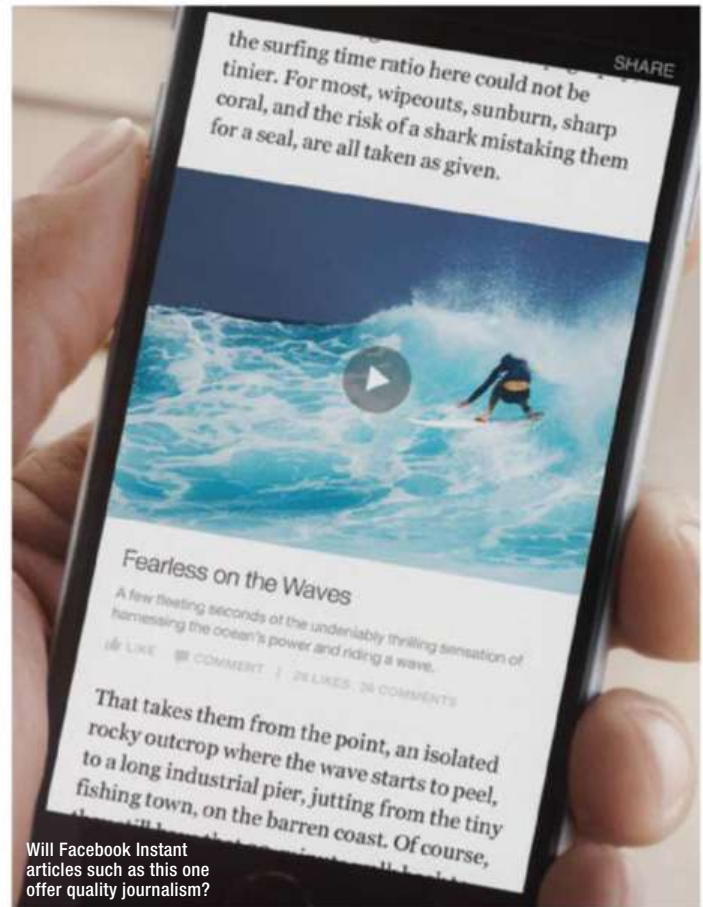 SHARE
the surfing time ratio here could not be
tinier. For most, wipeouts, sunburn, sharp
coral, and the risk of a shark mistaking them
for a seal, are all taken as given.
Fearless on the Waves
A few fleeting seconds of the undeniably thrilling sensation of
harnessing the ocean's power and riding a wave.
LIKE COMMENT | 28 LIKES, 26 COMMENTS
That takes them from the point, an isolated
rocky outcrop where the wave starts to peel,
to a long industrial pier, jutting from the tiny
fishing town, on the barren coast. Of course,
Will Facebook Instant
articles such as this one
offer quality journalism?